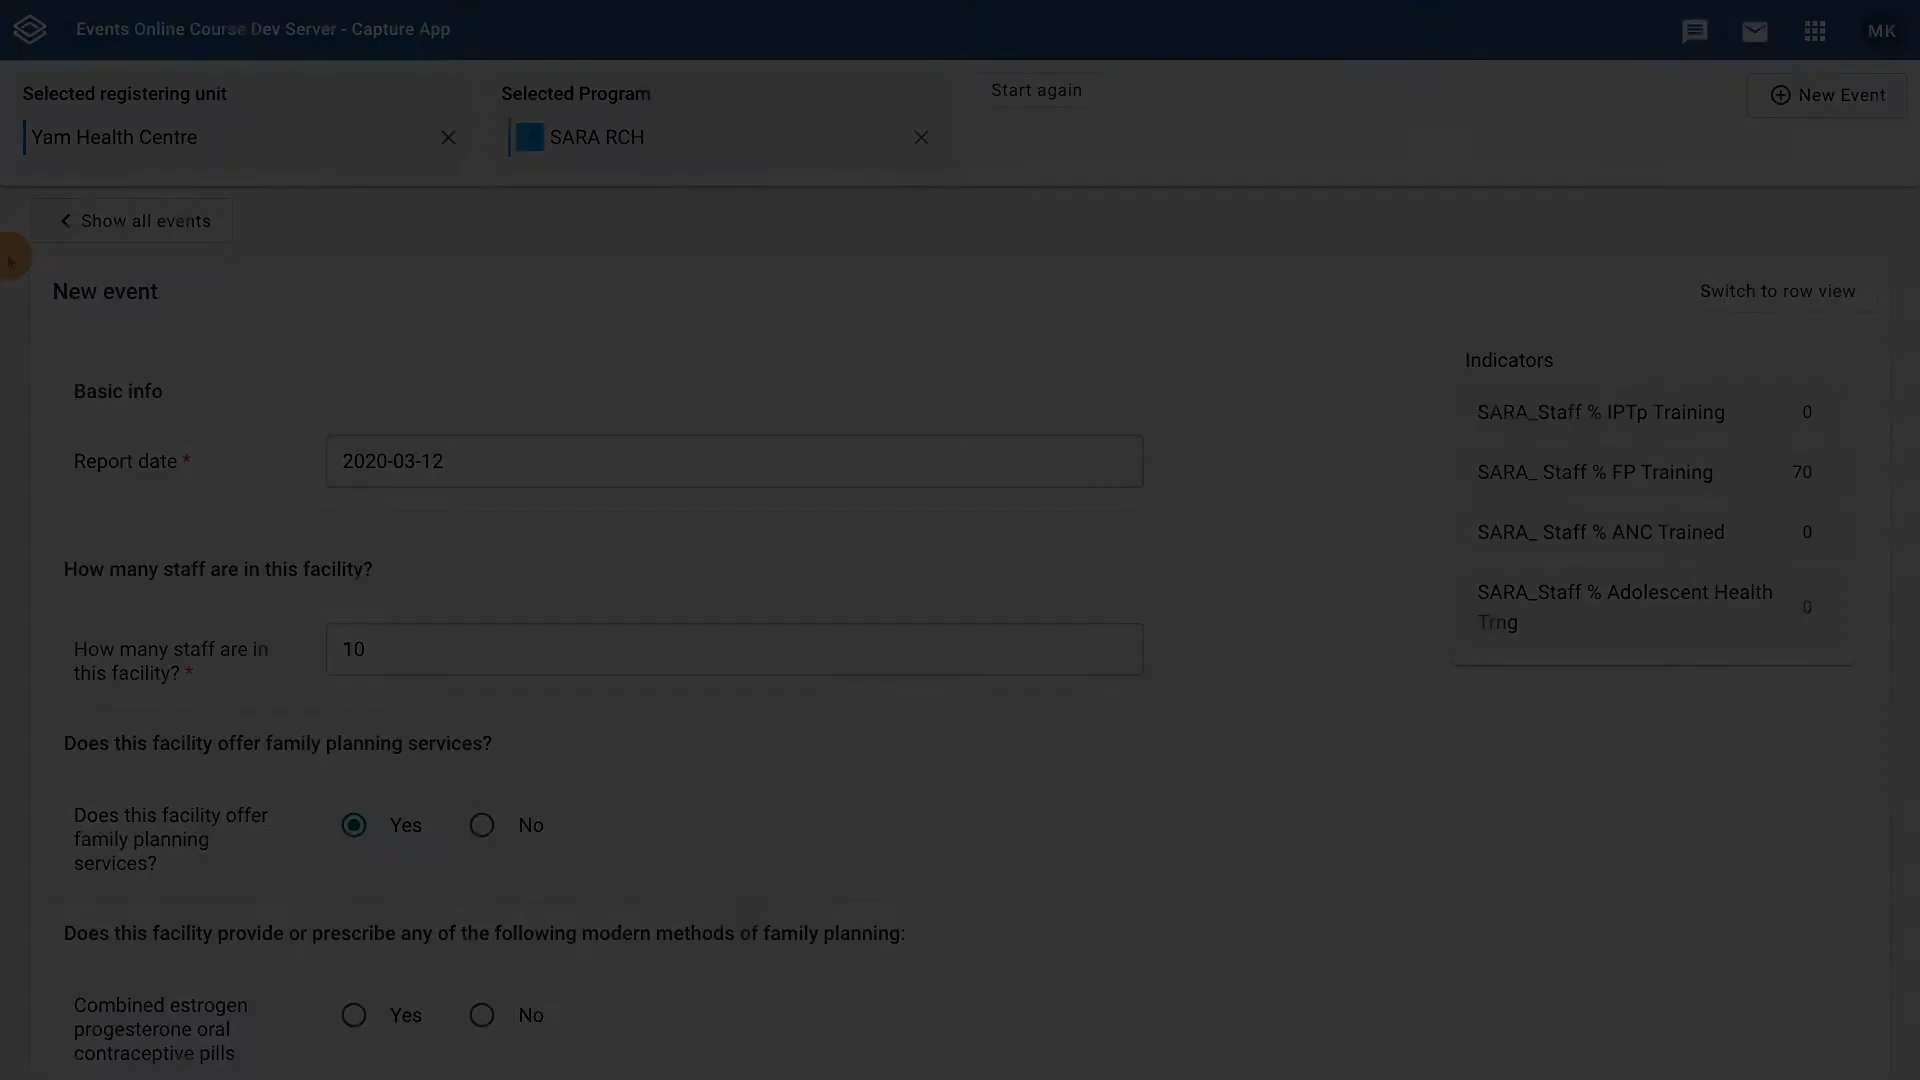 Events Online Course Dev Server - Capture App
MK
Selected registering unit
Yam Health Centre
Selected Program
SARA RCH
Start again
New Event
Show all events
New event
Switch to row view
Basic info
Report date *
2020-03-12
How many staff are in this facility?
How many staff are in
this facility? *
10
Does this facility offer family planning services?
Does this facility offer
family planning
services?
Yes
No
Does this facility provide or prescribe any of the following modern methods of family planning:
Combined estrogen
progesterone oral
contraceptive pills
Yes
No
Indicators
SARA_Staff % IPTp Training 0
SARA_ Staff % FP Training 70
SARA_ Staff % ANC Trained 0
SARA_Staff % Adolescent Health
Trng
0